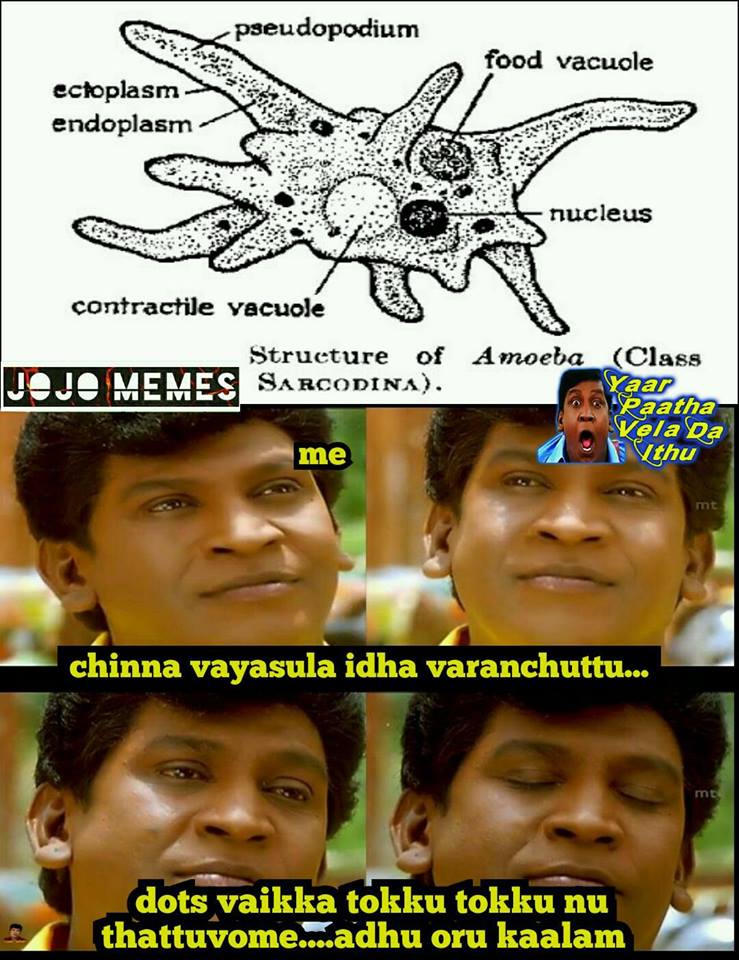 pseudopodium
food vacuole
ectoplasm
endoplasm
nucleus
contractile vacuole
Structure of Amoeba (Class
SARCODINA).
JOJO MEMES
Yaar
Paatha
Vela Da
Ithu
me
mt
chinna vayasula idha varanchuttu...
mt
dots vaikka tokku tokku nu
thattuvome....adhu oru kaalam